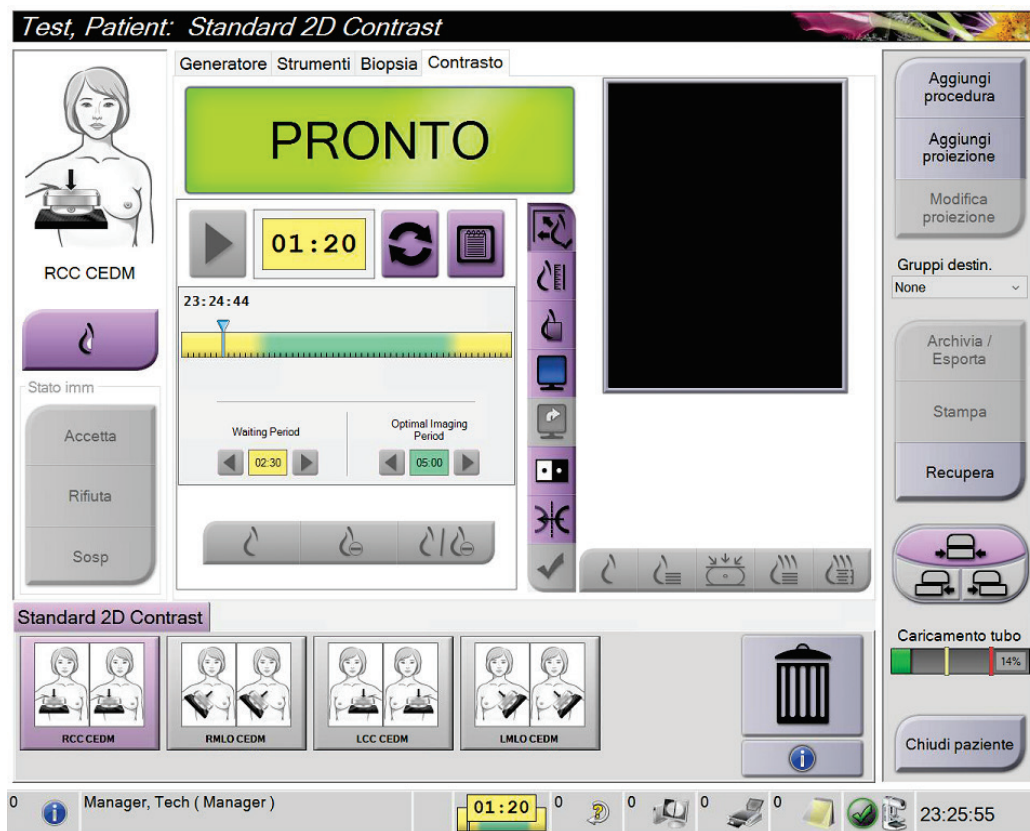 Test, Patient: Standard 2D Contrast
Generatore Strumenti Biopsia Contrasto
PRONTO
01:20
RCC CEDM
23:24:44
Waiting Period
02:30
Optimal Imaging
Period
05:00
Stato imm
Accetta
Rifiuta
Sosp
Aggiungi
procedura
Aggiungi
proiezione
Modifica
proiezione
Gruppi destin.
None
Archivia /
Esporta
Stampa
Recupera
Caricamento tubo
14%
Chiudi paziente
Standard 2D Contrast
RCC CEDM
RMLO CEDM
LCC CEDM
LMLO CEDM
0
Manager, Tech ( Manager )
01:20
0
0
0
0
23:25:55